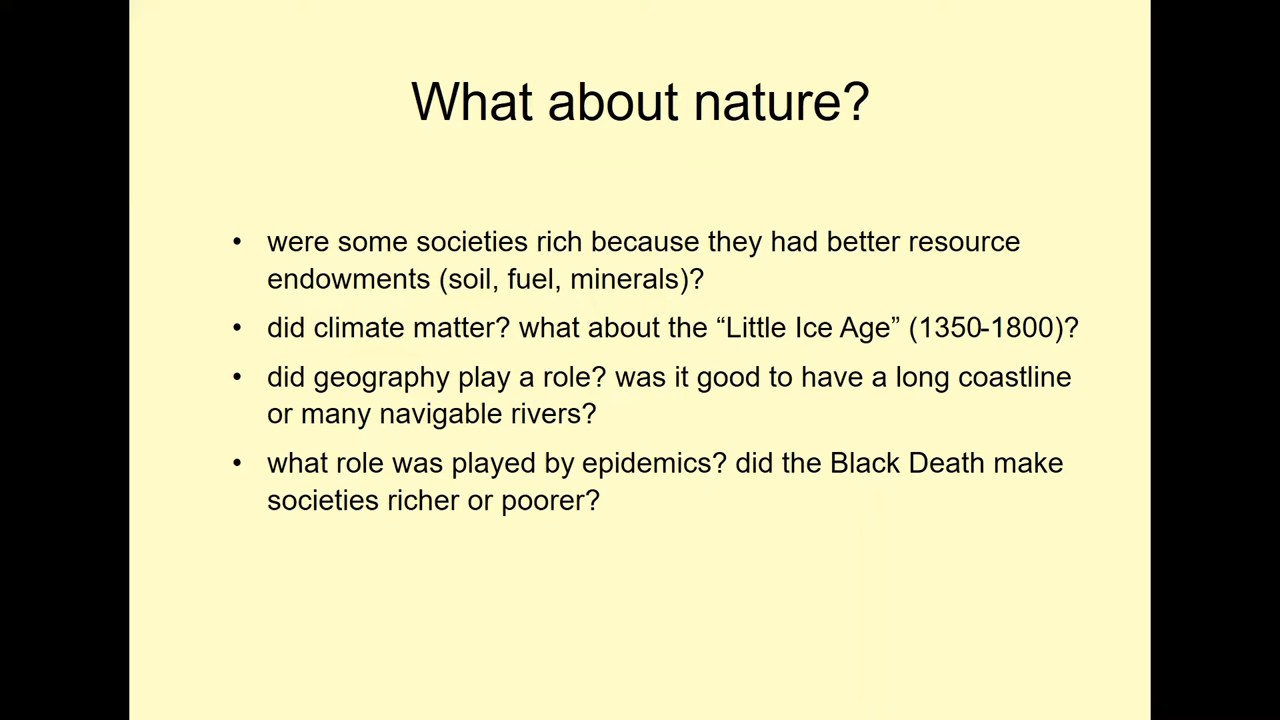 What about nature?
• were some societies rich because they had better resource
endowments (soil, fuel, minerals)?
• did climate matter? what about the “Little Ice Age” (1350-1800)?
• did geography play a role? was it good to have a long coastline
or many navigable rivers?
• what role was played by epidemics? did the Black Death make
societies richer or poorer?